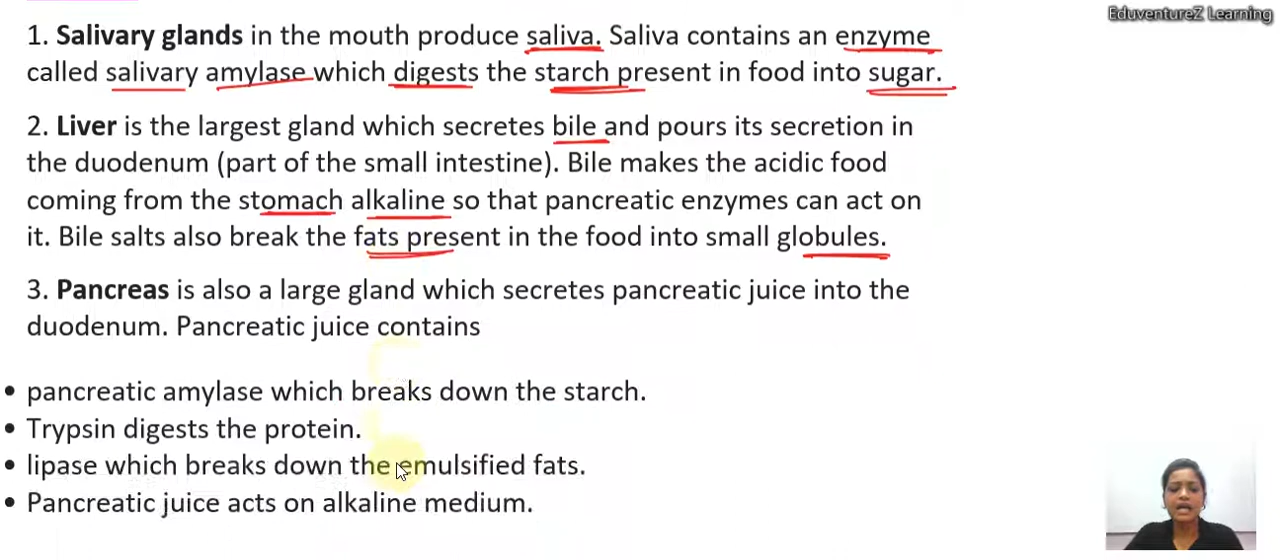 EduventureZ Learning
1. Salivary glands in the mouth produce saliva. Saliva contains an enzyme
called salivary amylase which digests the starch present in food into sugar.
2. Liver is the largest gland which secretes bile and pours its secretion in
the duodenum (part of the small intestine). Bile makes the acidic food
coming from the stomach alkaline so that pancreatic enzymes can act on
it. Bile salts also break the fats present in the food into small globules.
3. Pancreas is also a large gland which secretes pancreatic juice into the
duodenum. Pancreatic juice contains
• pancreatic amylase which breaks down the starch.
• Trypsin digests the protein.
• lipase which breaks down the emulsified fats.
• Pancreatic juice acts on alkaline medium.